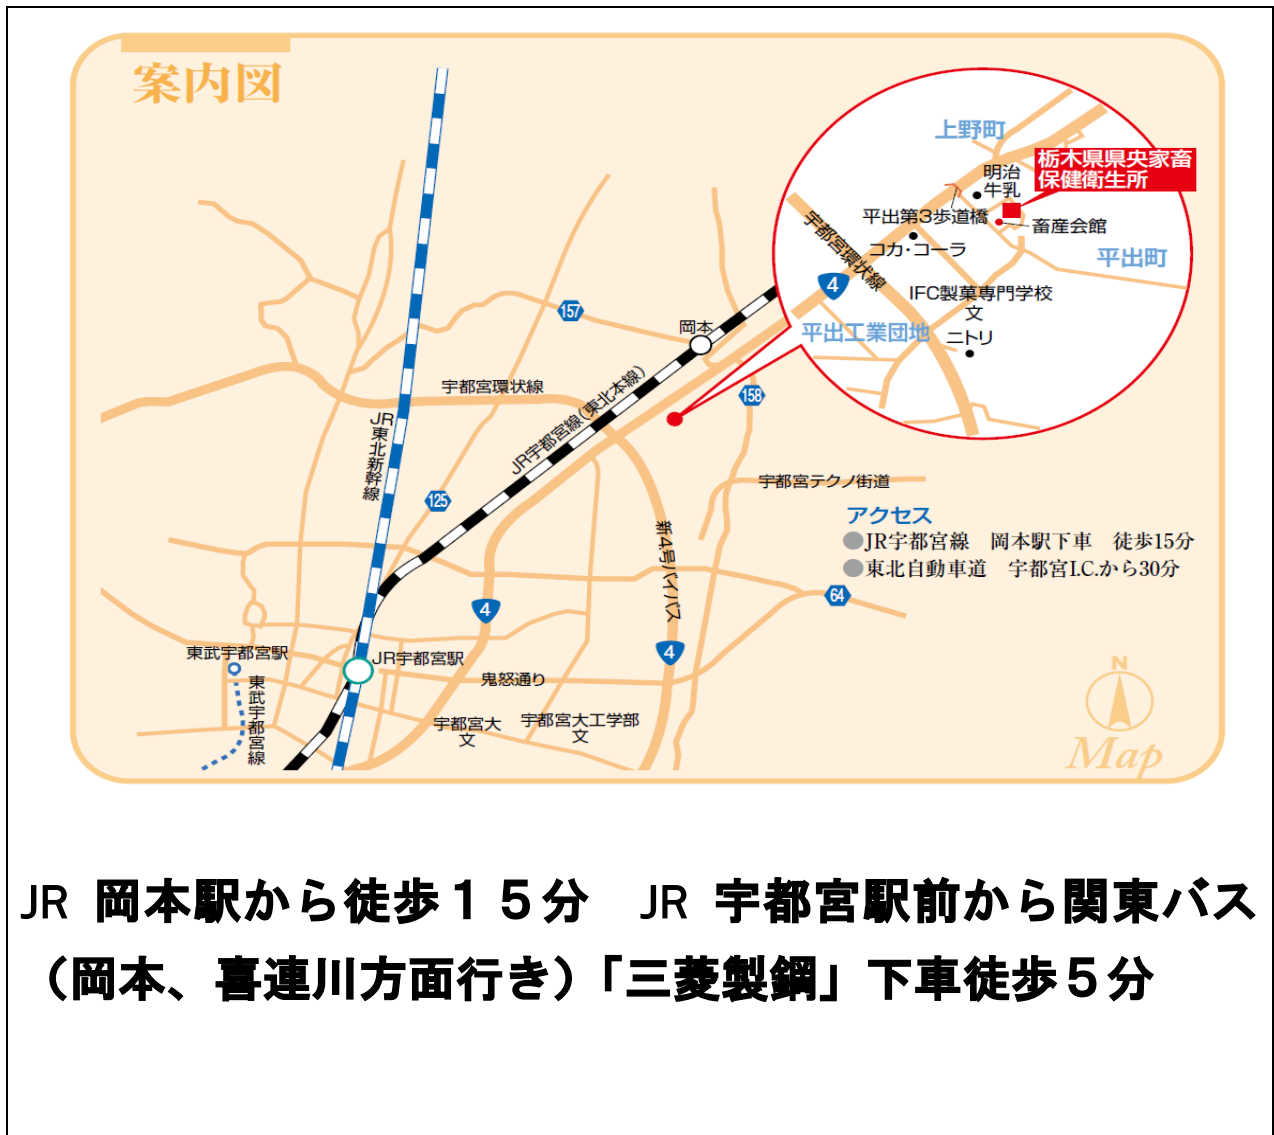 案内図
上野町
栃木県県央家畜
保健衛生所
明治
牛乳
平出第3歩道橋
畜産会館
コカ・コーラ
宇都宮環状線
平出町
4
IFC製菓専門学校
文
平出工業団地
ニトリ
157
岡本
宇都宮環状線
JR宇都宮線(東北本線)
158
JR東北新幹線
125
宇都宮テクノ街道
アクセス
●JR宇都宮線 岡本駅下車 徒歩15分
●東北自動車道 宇都宮I.C.から30分
新4号バイパス
64
4
4
東武宇都宮駅
JR宇都宮駅
鬼怒通り
東武宇都宮線
宇都宮大
文
宇都宮大工学部
文
N
Map
JR 岡本駅から徒歩15分 JR 宇都宮駅前から関東バス
（岡本、喜連川方面行き）「三菱製鋼」下車徒歩5分